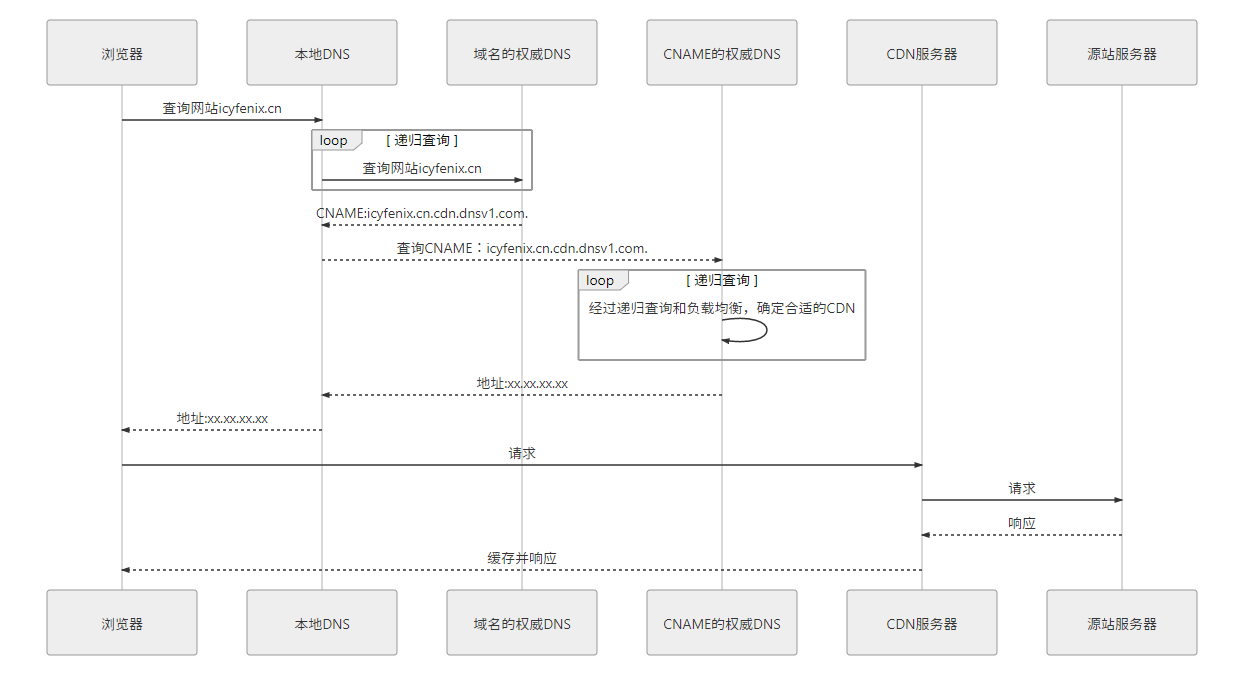 浏览器
本地DNS
域名的权威DNS
CNAME的权威DNS
CDN服务器
源站服务器
查询网站icyfenix.cn
loop
[ 递归查询 ]
查询网站icyfenix.cn
CNAME:icyfenix.cn.cdn.dnsv1.com.
查询CNAME：icyfenix.cn.cdn.dnsv1.com.
loop
[ 递归查询 ]
经过递归查询和负载均衡，确定合适的CDN
地址:xx.xx.xx.xx
地址:xx.xx.xx.xx
请求
请求
响应
缓存并响应
浏览器
本地DNS
域名的权威DNS
CNAME的权威DNS
CDN服务器
源站服务器